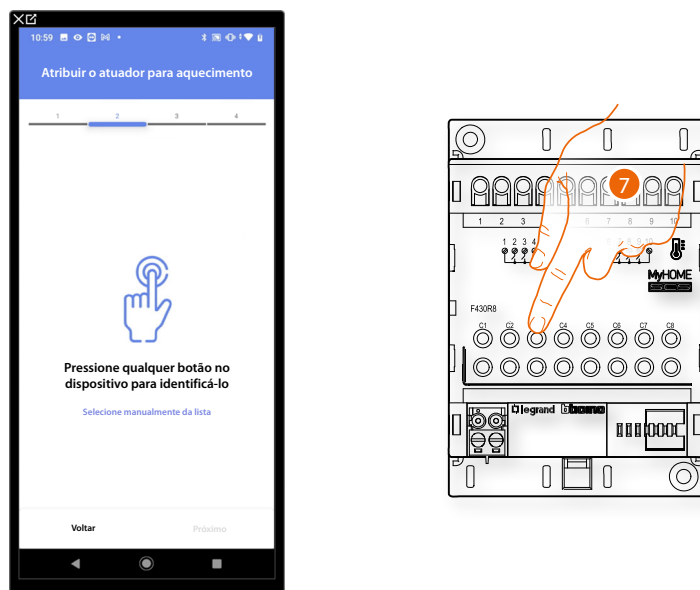 10:59
Atribuir o atuador para aquecimento
1 2 3 4
Pressione qualquer botão no
dispositivo para identificá-lo
Selecione manualmente da lista
Voltar Próximo
7
1 2 3 6 7 8 9 10
1 2 3 4
MyHOME
SCS
F430R8
C1 C2 C4 C5 C6 C7 C8
legrand bticino